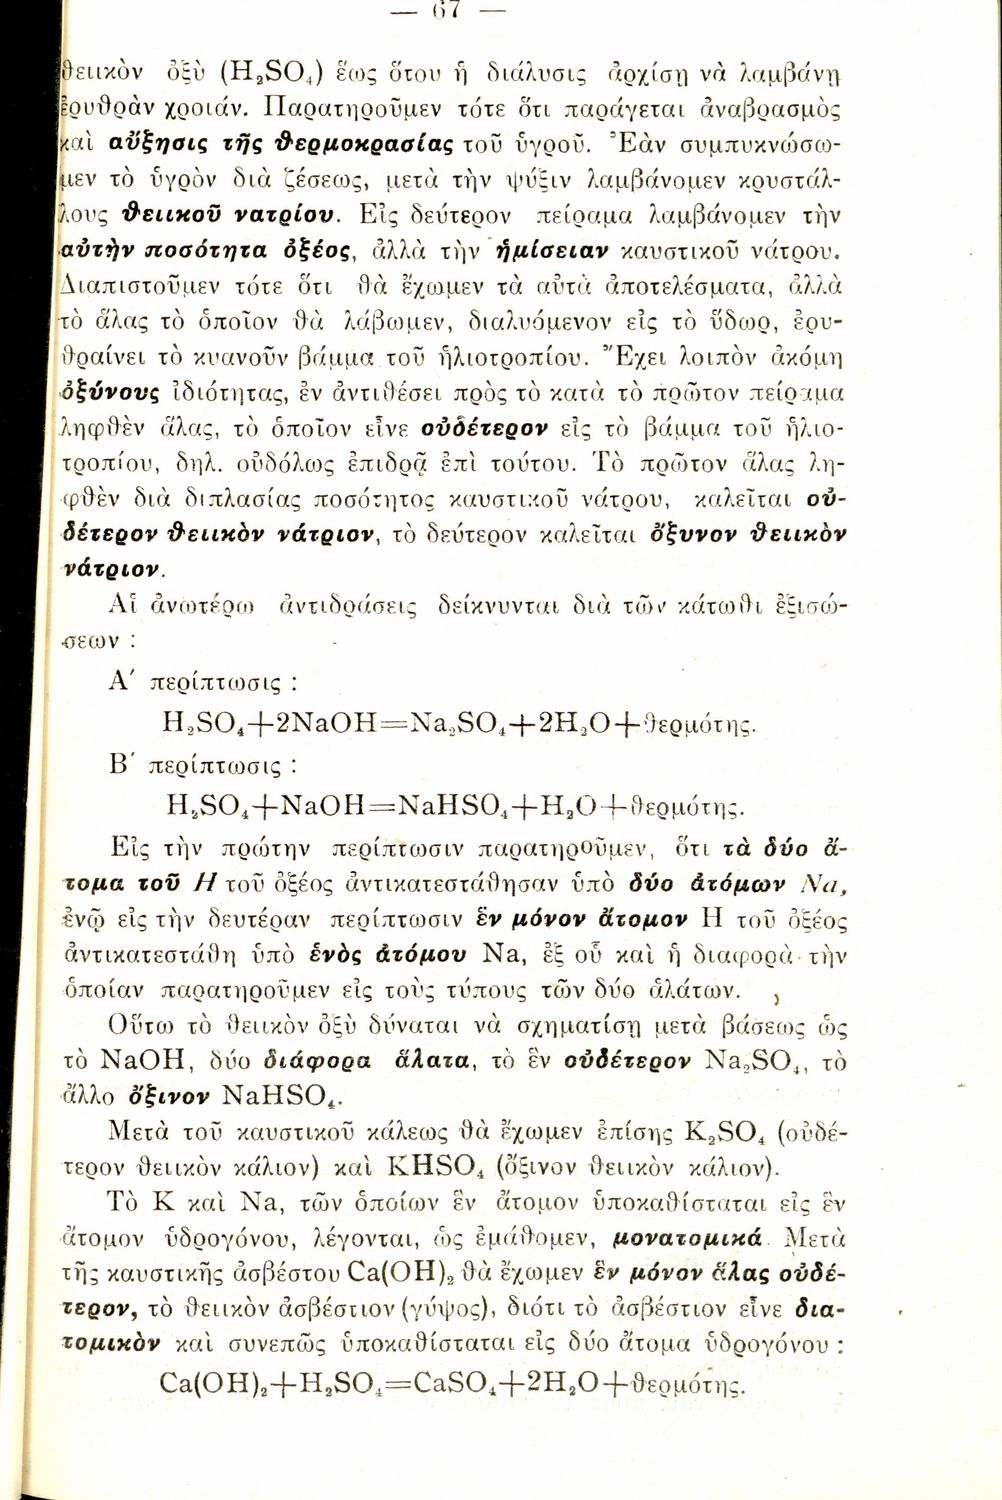 — 67 —
θειικὸν ὀξὺ (H₂SO₄) ἕως ὅτου ἡ διάλυσις ἀρχίσῃ νὰ λαμβάνῃ
ἐρυθρὰν χροιάν. Παρατηροῦμεν τότε ὅτι παράγεται ἀναβρασμὸς
καὶ αὔξησις τῆς θερμοκρασίας τοῦ ὑγροῦ. Ἐὰν συμπυκνώσω-
μεν τὸ ὑγρὸν διὰ ζέσεως, μετὰ τὴν ψύξιν λαμβάνομεν κρυστάλ-
λους θειικοῦ νατρίου. Εἰς δεύτερον πείραμα λαμβάνομεν τὴν
αὐτὴν ποσότητα ὀξέος, ἀλλὰ τὴν ἡμίσειαν καυστικοῦ νάτρου.
Διαπιστοῦμεν τότε ὅτι θὰ ἔχωμεν τὰ αὐτὰ ἀποτελέσματα, ἀλλὰ
τὸ ἅλας τὸ ὁποῖον θὰ λάβωμεν, διαλυόμενον εἰς τὸ ὕδωρ, ἐρυ-
θραίνει τὸ κυανοῦν βάμμα τοῦ ἡλιοτροπίου. Ἔχει λοιπὸν ἀκόμη
ὀξύνους ἰδιότητας, ἐν ἀντιθέσει πρὸς τὸ κατὰ τὸ πρῶτον πείραμα
ληφθὲν ἅλας, τὸ ὁποῖον εἶνε οὐδέτερον εἰς τὸ βάμμα τοῦ ἡλιο-
τροπίου, δηλ. οὐδόλως ἐπιδρᾷ ἐπὶ τούτου. Τὸ πρῶτον ἅλας λη-
φθὲν διὰ διπλασίας ποσότητος καυστικοῦ νάτρου, καλεῖται οὐ-
δέτερον θειικὸν νάτριον, τὸ δεύτερον καλεῖται ὄξυνον θειικὸν
νάτριον.
Αἱ ἀνωτέρω ἀντιδράσεις δείκνυνται διὰ τῶν κάτωθι ἐξισώ-
σεων :
Α′ περίπτωσις :
H₂SO₄+2NaOH=Na₂SO₄+2H₂O+θερμότης.
Β′ περίπτωσις :
H₂SO₄+NaOH=NaHSO₄+H₂O+θερμότης.
Εἰς τὴν πρώτην περίπτωσιν παρατηροῦμεν, ὅτι τὰ δύο ἄ-
τομα τοῦ H τοῦ ὀξέος ἀντικατεστάθησαν ὑπὸ δύο ἀτόμων Na,
ἐνῷ εἰς τὴν δευτέραν περίπτωσιν ἓν μόνον ἄτομον H τοῦ ὀξέος
ἀντικατεστάθη ὑπὸ ἑνὸς ἀτόμου Na, ἐξ οὗ καὶ ἡ διαφορὰ τὴν
ὁποίαν παρατηροῦμεν εἰς τοὺς τύπους τῶν δύο ἁλάτων.
Οὕτω τὸ θειικὸν ὀξὺ δύναται νὰ σχηματίσῃ μετὰ βάσεως ὡς
τὸ NaOH, δύο διάφορα ἅλατα, τὸ ἓν οὐδέτερον Na₂SO₄, τὸ
ἄλλο ὄξινον NaHSO₄.
Μετὰ τοῦ καυστικοῦ κάλεως θὰ ἔχωμεν ἐπίσης K₂SO₄ (οὐδέ-
τερον θειικὸν κάλιον) καὶ KHSO₄ (ὄξινον θειικὸν κάλιον).
Τὸ K καὶ Na, τῶν ὁποίων ἓν ἄτομον ὑποκαθίσταται εἰς ἓν
ἄτομον ὑδρογόνου, λέγονται, ὡς ἐμάθομεν, μονατομικά. Μετὰ
τῆς καυστικῆς ἀσβέστου Ca(OH)₂ θὰ ἔχωμεν ἓν μόνον ἅλας οὐδέ-
τερον, τὸ θειικὸν ἀσβέστιον (γύψος), διότι τὸ ἀσβέστιον εἶνε δια-
τομικὸν καὶ συνεπῶς ὑποκαθίσταται εἰς δύο ἄτομα ὑδρογόνου :
Ca(OH)₂+H₂SO₄=CaSO₄+2H₂O+θερμότης.